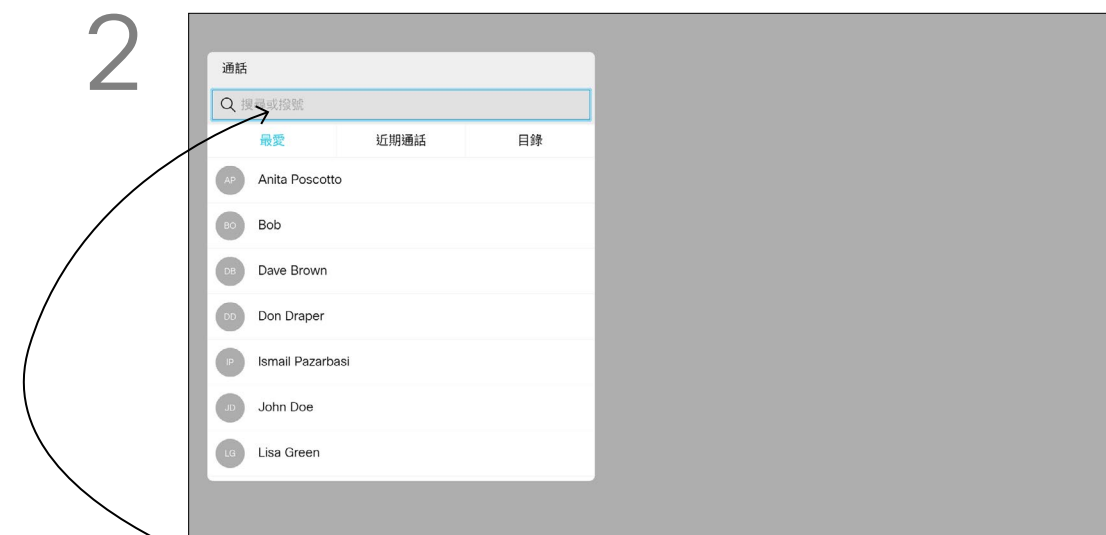 2
通話
搜尋或撥號
最愛 近期通話 目錄
AP Anita Poscotto
BO Bob
DB Dave Brown
DD Don Draper
IP Ismail Pazarbasi
JD John Doe
LG Lisa Green